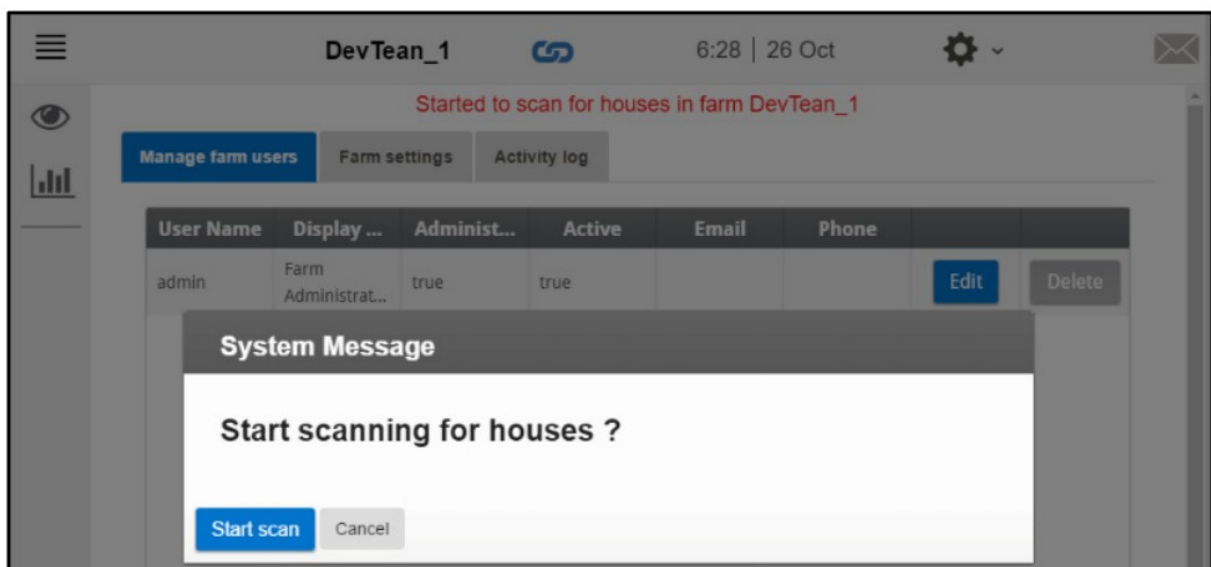 DevTean_1 6:28 | 26 Oct
Started to scan for houses in farm DevTean_1
Manage farm users Farm settings Activity log
User Name Display ... Administ... Active Email Phone
admin Farm Administrat... true true Edit Delete
System Message
Start scanning for houses ?
Start scan Cancel